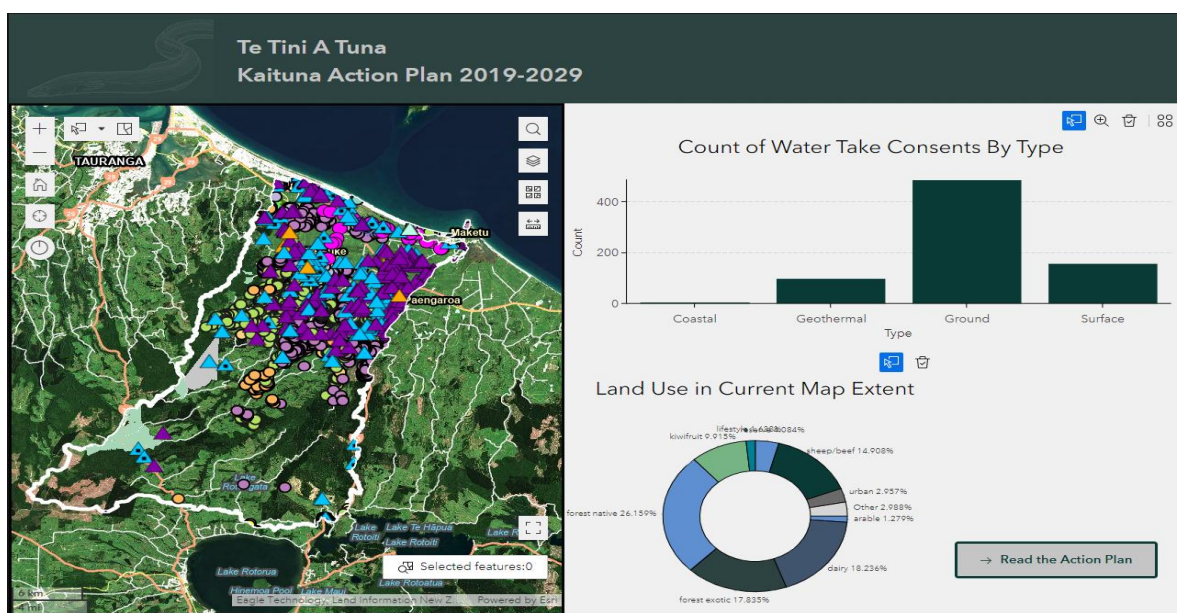 Te Tini A Tuna
Kaituna Action Plan 2019-2029
TAURANGA
Maketu
aengaroa
Lake
Lake
Rotoiti
Lake Te Hāpua
Lake Rotoiti
Lake Rotorua
Hinemoa Pool
Lake Rotoatua
Selected features:0
6 km
4 mi
Eagle Technology, Land Information New Z
Powered by Esri
Count of Water Take Consents By Type
Count
400
200
0
Coastal
Geothermal
Ground
Surface
Type
Land Use in Current Map Extent
kiwifruit 9.915%
sheep/beef 14.908%
urban 2.957%
Other 2.988%
arable 1.279%
dairy 18.236%
forest exotic 17.835%
forest native 26.159%
→ Read the Action Plan